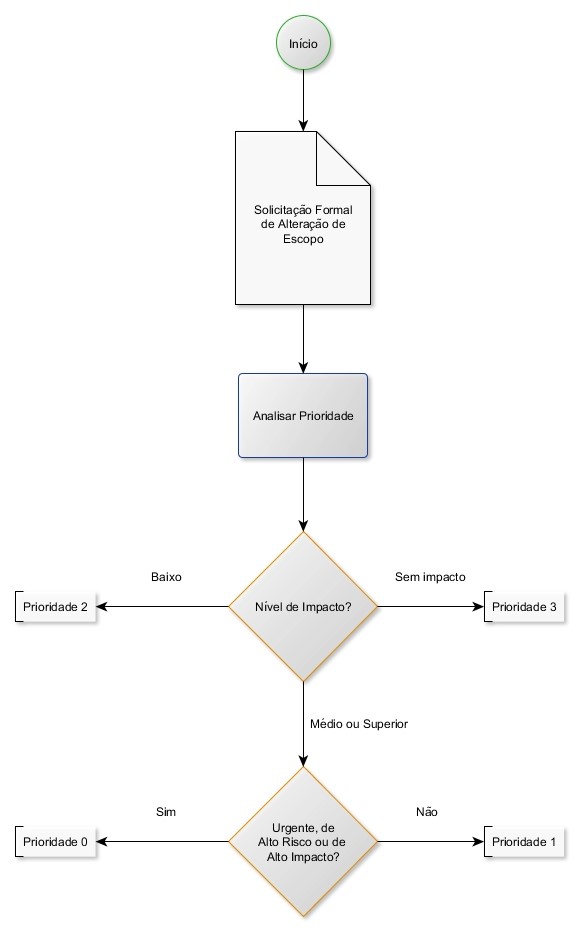 Início
Solicitação Formal
de Alteração de
Escopo
Analisar Prioridade
Baixo
Sem impacto
Prioridade 2
Nível de Impacto?
Prioridade 3
Médio ou Superior
Sim
Não
Prioridade 0
Urgente, de
Alto Risco ou de
Alto Impacto?
Prioridade 1